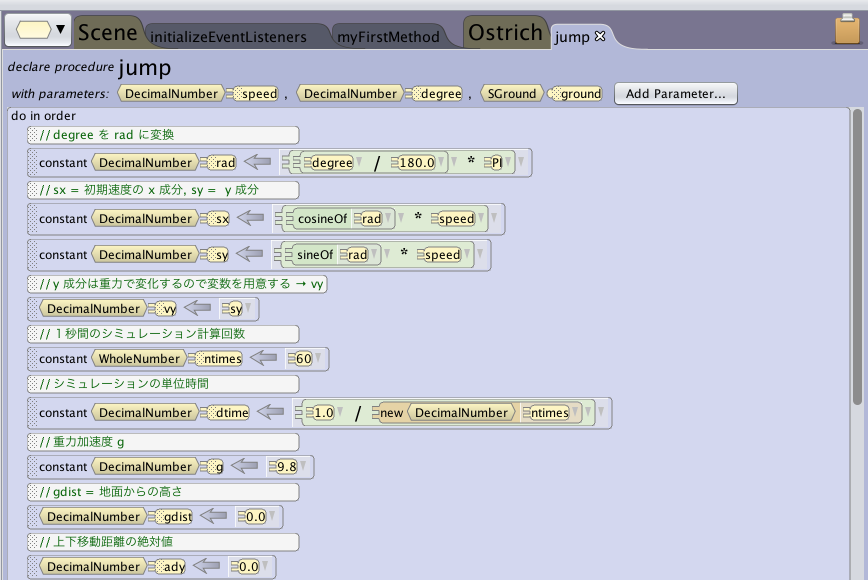 Scene initializeEventListeners myFirstMethod Ostrich jump
declare procedure jump
with parameters: DecimalNumber speed , DecimalNumber degree , SGround ground Add Parameter...
do in order
// degree を rad に変換
constant DecimalNumber rad degree / 180.0 * PI
// sx = 初期速度の x 成分, sy = y 成分
constant DecimalNumber sx cosineOf rad * speed
constant DecimalNumber sy sineOf rad * speed
// y 成分は重力で変化するので変数を用意する → vy
DecimalNumber vy sy
// 1秒間のシミュレーション計算回数
constant WholeNumber ntimes 60
// シミュレーションの単位時間
constant DecimalNumber dtime 1.0 / new DecimalNumber ntimes
// 重力加速度 g
constant DecimalNumber g 9.8
// gdist = 地面からの高さ
DecimalNumber gdist 0.0
// 上下移動距離の絶対値
DecimalNumber ady 0.0